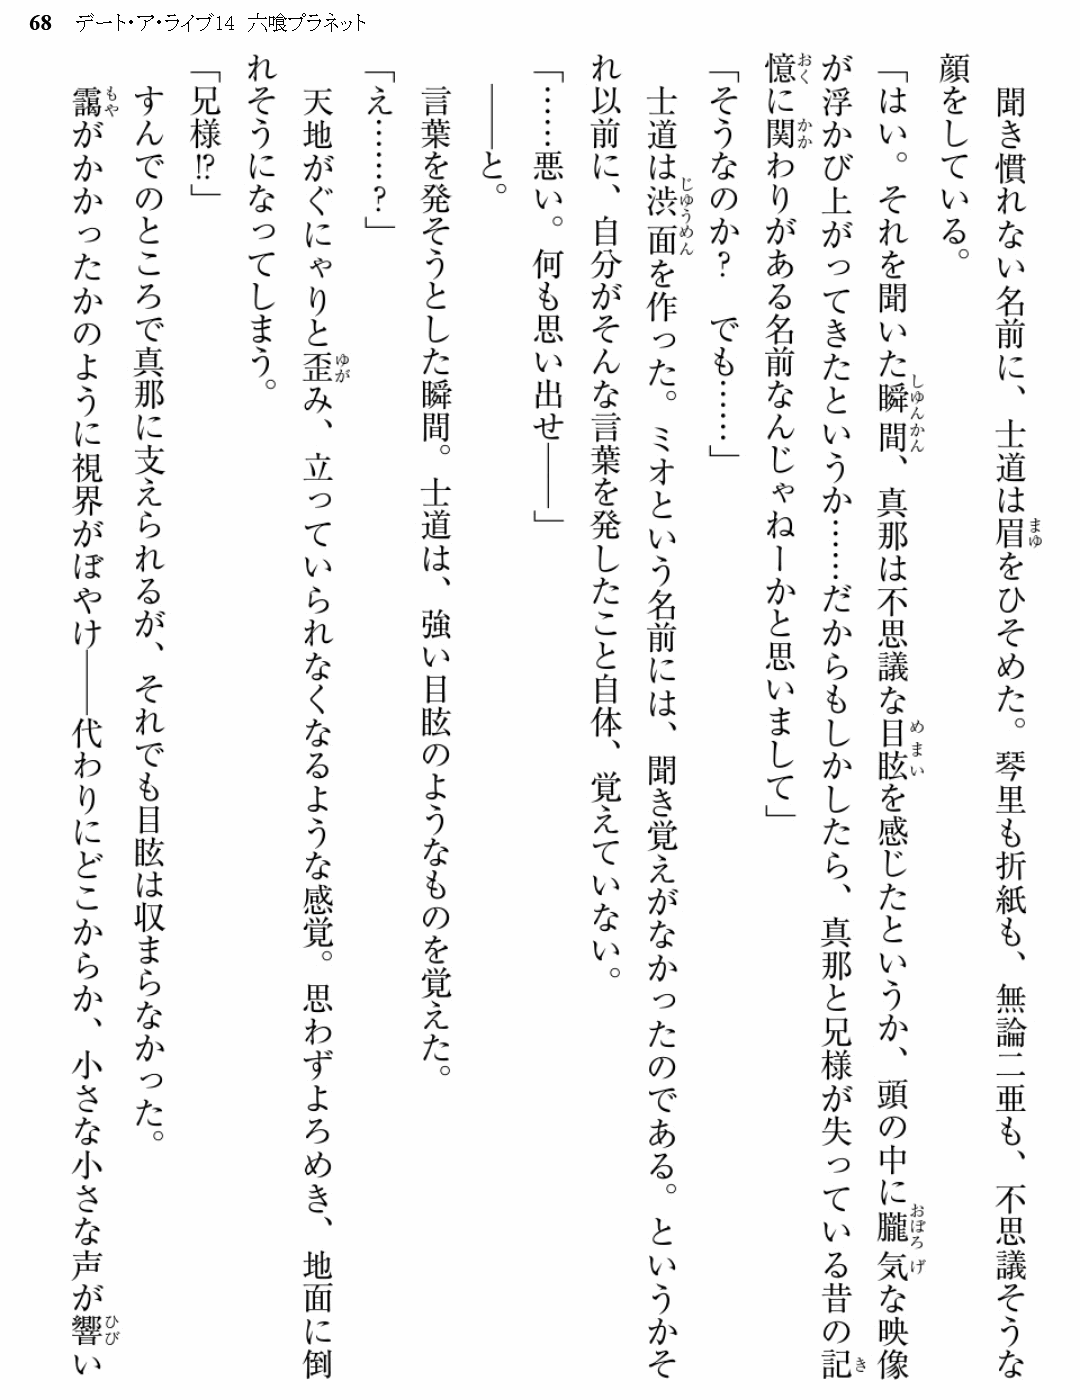 68 デート・ア・ライブ14 六喰プラネット
聞き慣れない名前に、士道は眉をひそめた。琴里も折紙も、無論二亜も、不思議そうな
顔をしている。
「はい。それを聞いた瞬間、真那は不思議な目眩を感じたというか、頭の中に朧気な映像
が浮かび上がってきたというか……だからもしかしたら、真那と兄様が失っている昔の記
憶に関わりがある名前なんじゃねーかと思いまして」
「そうなのか？　でも……」
士道は渋面を作った。ミオという名前には、聞き覚えがなかったのである。というかそ
れ以前に、自分がそんな言葉を発したこと自体、覚えていない。
「……悪い。何も思い出せ――」
――と。
言葉を発そうとした瞬間。士道は、強い目眩のようなものを覚えた。
「え……？」
天地がぐにゃりと歪み、立っていられなくなるような感覚。思わずよろめき、地面に倒
れそうになってしまう。
「兄様!?」
すんでのところで真那に支えられるが、それでも目眩は収まらなかった。
靄がかかったかのように視界がぼやけ――代わりにどこからか、小さな小さな声が響い